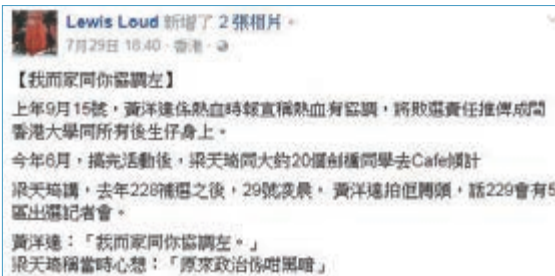 Lewis Loud 新增了 2 張相片。
7月29日 18:40 · 香港 ·
【我而家同你協調左】
上年9月15號，黃洋達係熱血時報宣稱熱血有協調，將敗選責任推俾成間
香港大學同所有後生仔身上。
今年6月，搞完活動後，梁天琦同大約20個劍橋同學去Cafe傾計
梁天琦講，去年228補選之後，29號凌晨，黃洋達拍佢膊頭，話229會有5
區出選記者會。
黃洋達：「我而家同你協調左。」
梁天琦稱當時心想：「原來政治係咁黑暗」